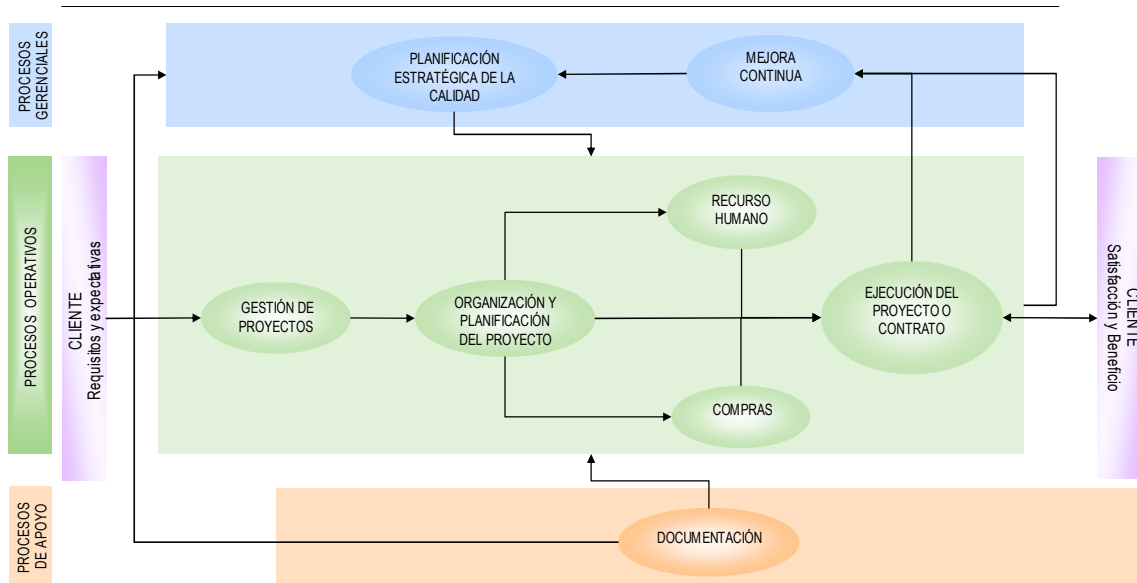 PROCESOS
GERENCIALES
PLANIFICACIÓN
ESTRATÉGICA DE LA
CALIDAD
MEJORA
CONTINUA
PROCESOS OPERATIVOS
CLIENTE
Requisitos y expectativas
GESTIÓN DE
PROYECTOS
ORGANIZACIÓN Y
PLANIFICACIÓN
DEL PROYECTO
RECURSO
HUMANO
COMPRAS
EJECUCIÓN DEL
PROYECTO O
CONTRATO
CLIENTE
Satisfacción y Beneficio
PROCESOS
DE APOYO
DOCUMENTACIÓN